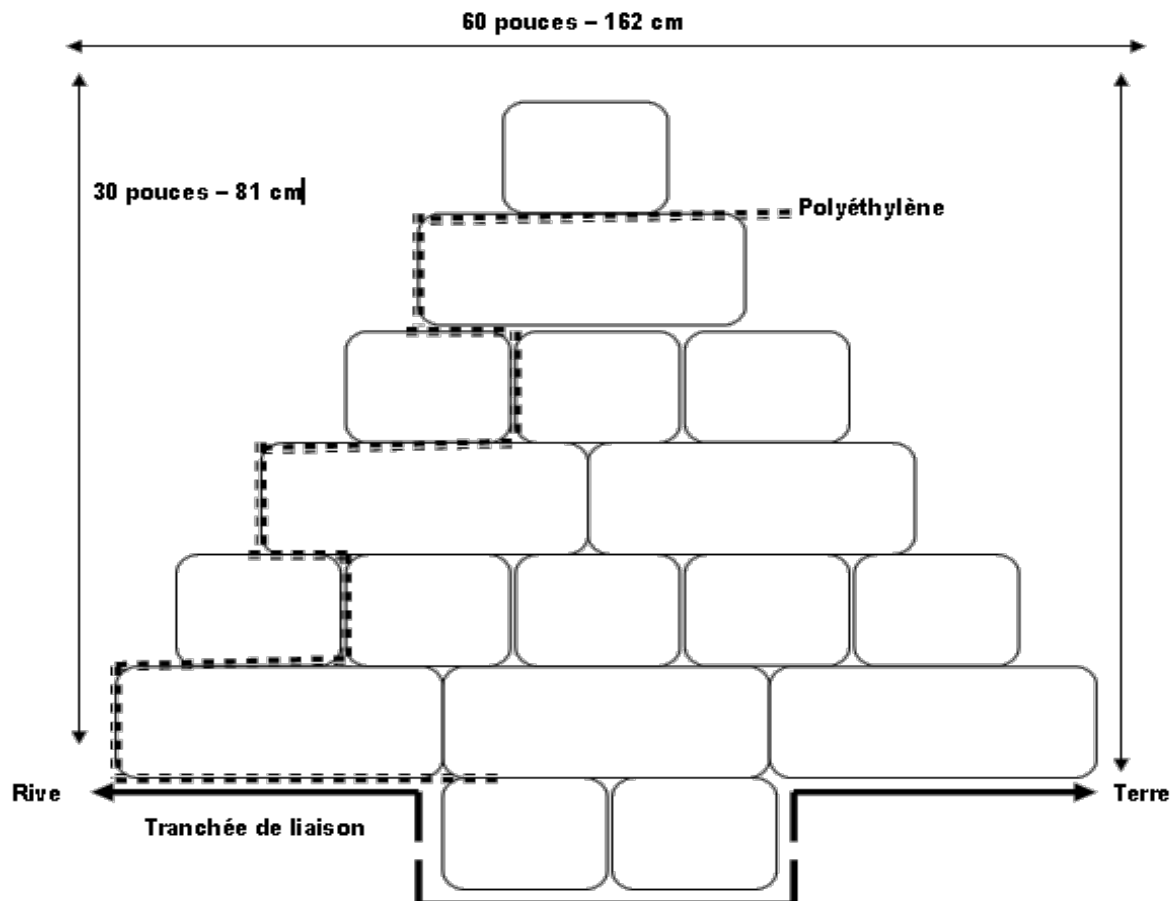 60 pouces – 162 cm
30 pouces – 81 cm
Polyéthylène
Rive
Terre
Tranchée de liaison